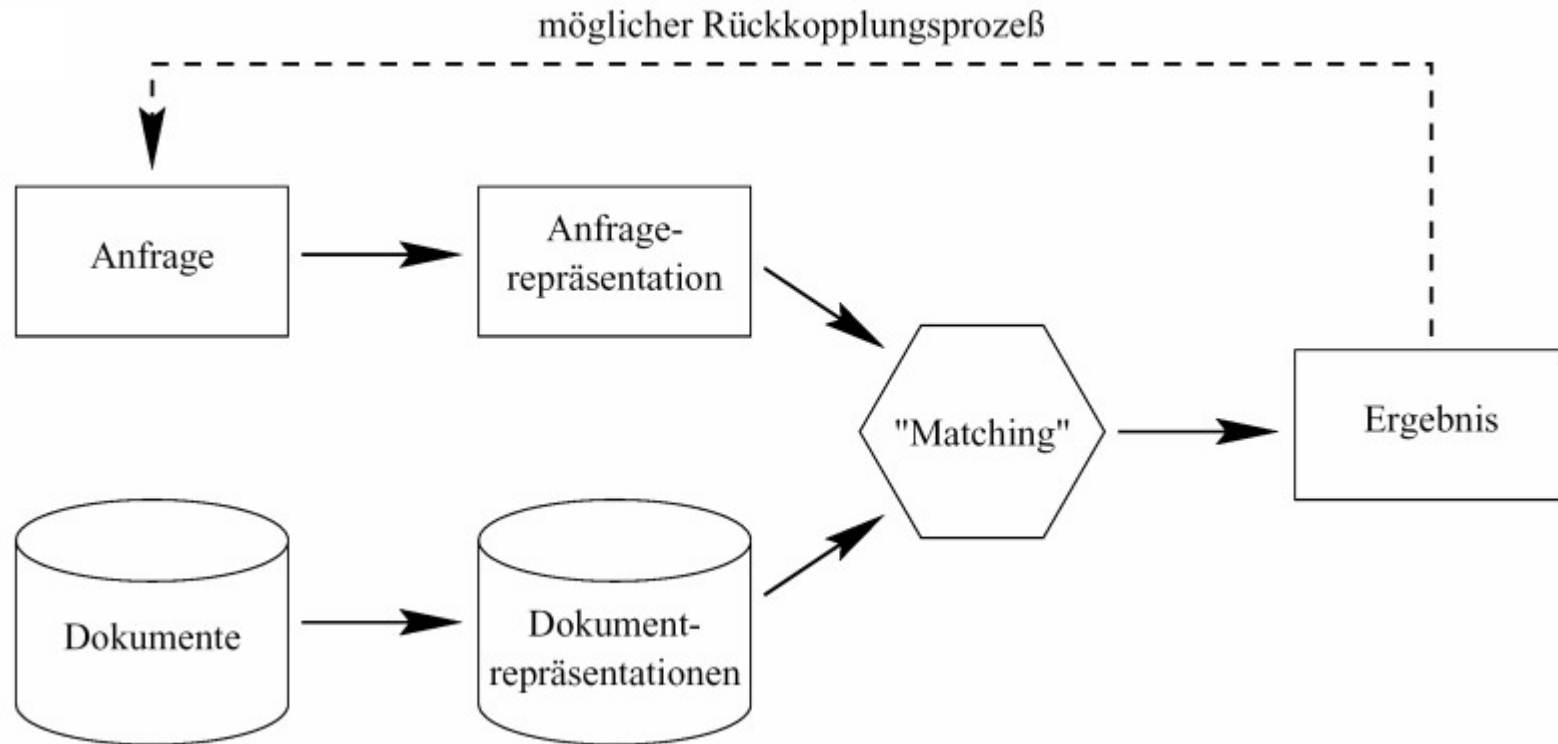 möglicher Rückkopplungsprozeß
Anfrage
Anfrage-
repräsentation
"Matching"
Ergebnis
Dokumente
Dokument-
repräsentationen